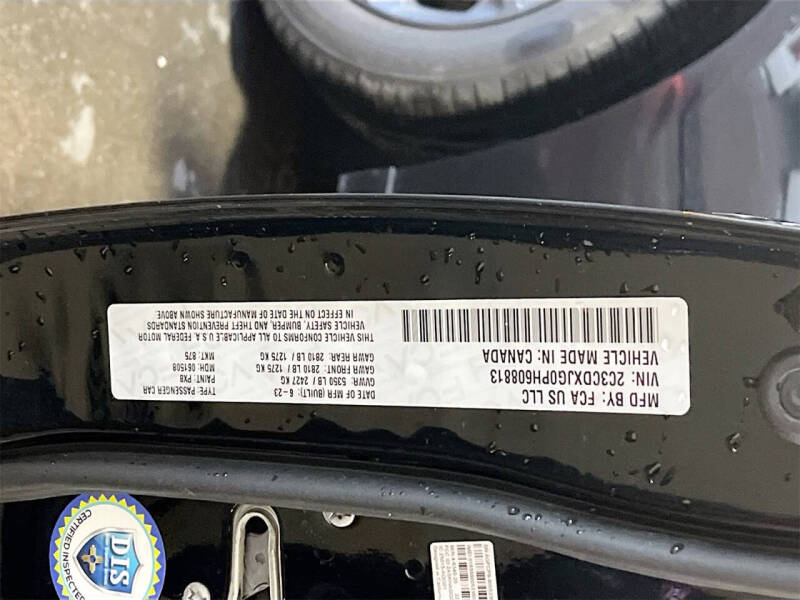 MFD BY: FCA US LLC
VIN: 2C3CDXJG0PH608813
VEHICLE MADE IN: CANADA
DATE OF MFR (BUILT): 6-23
GVWR: 5350 LB / 2427 KG
GAWR FRONT: 2810 LB / 1275 KG
GAWR REAR: 2810 LB / 1275 KG
THIS VEHICLE CONFORMS TO ALL APPLICABLE U.S.A. FEDERAL MOTOR
VEHICLE SAFETY, BUMPER, AND THEFT PREVENTION STANDARDS
IN EFFECT ON THE DATE OF MANUFACTURE SHOWN ABOVE
TYPE: PASSENGER CAR
PAINT: PX8
MDH: 061508
MKT: 875
CERTIFIED INSPECTED
DIS